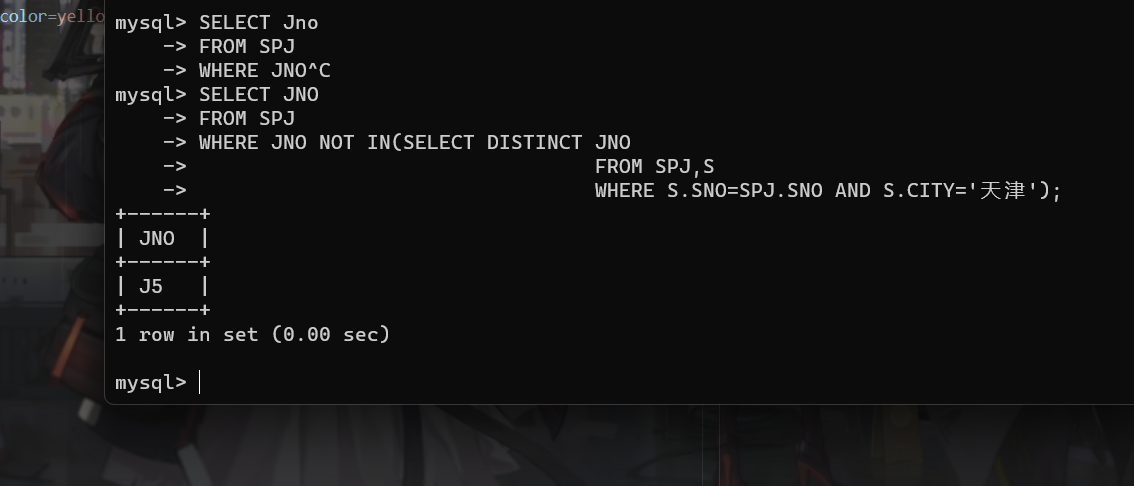 color=yello
mysql> SELECT Jno
    -> FROM SPJ
    -> WHERE JNO^C
mysql> SELECT JNO
    -> FROM SPJ
    -> WHERE JNO NOT IN(SELECT DISTINCT JNO
    ->                                  FROM SPJ,S
    ->                                  WHERE S.SNO=SPJ.SNO AND S.CITY='天津');
+------+
| JNO  |
+------+
| J5   |
+------+
1 row in set (0.00 sec)
mysql>